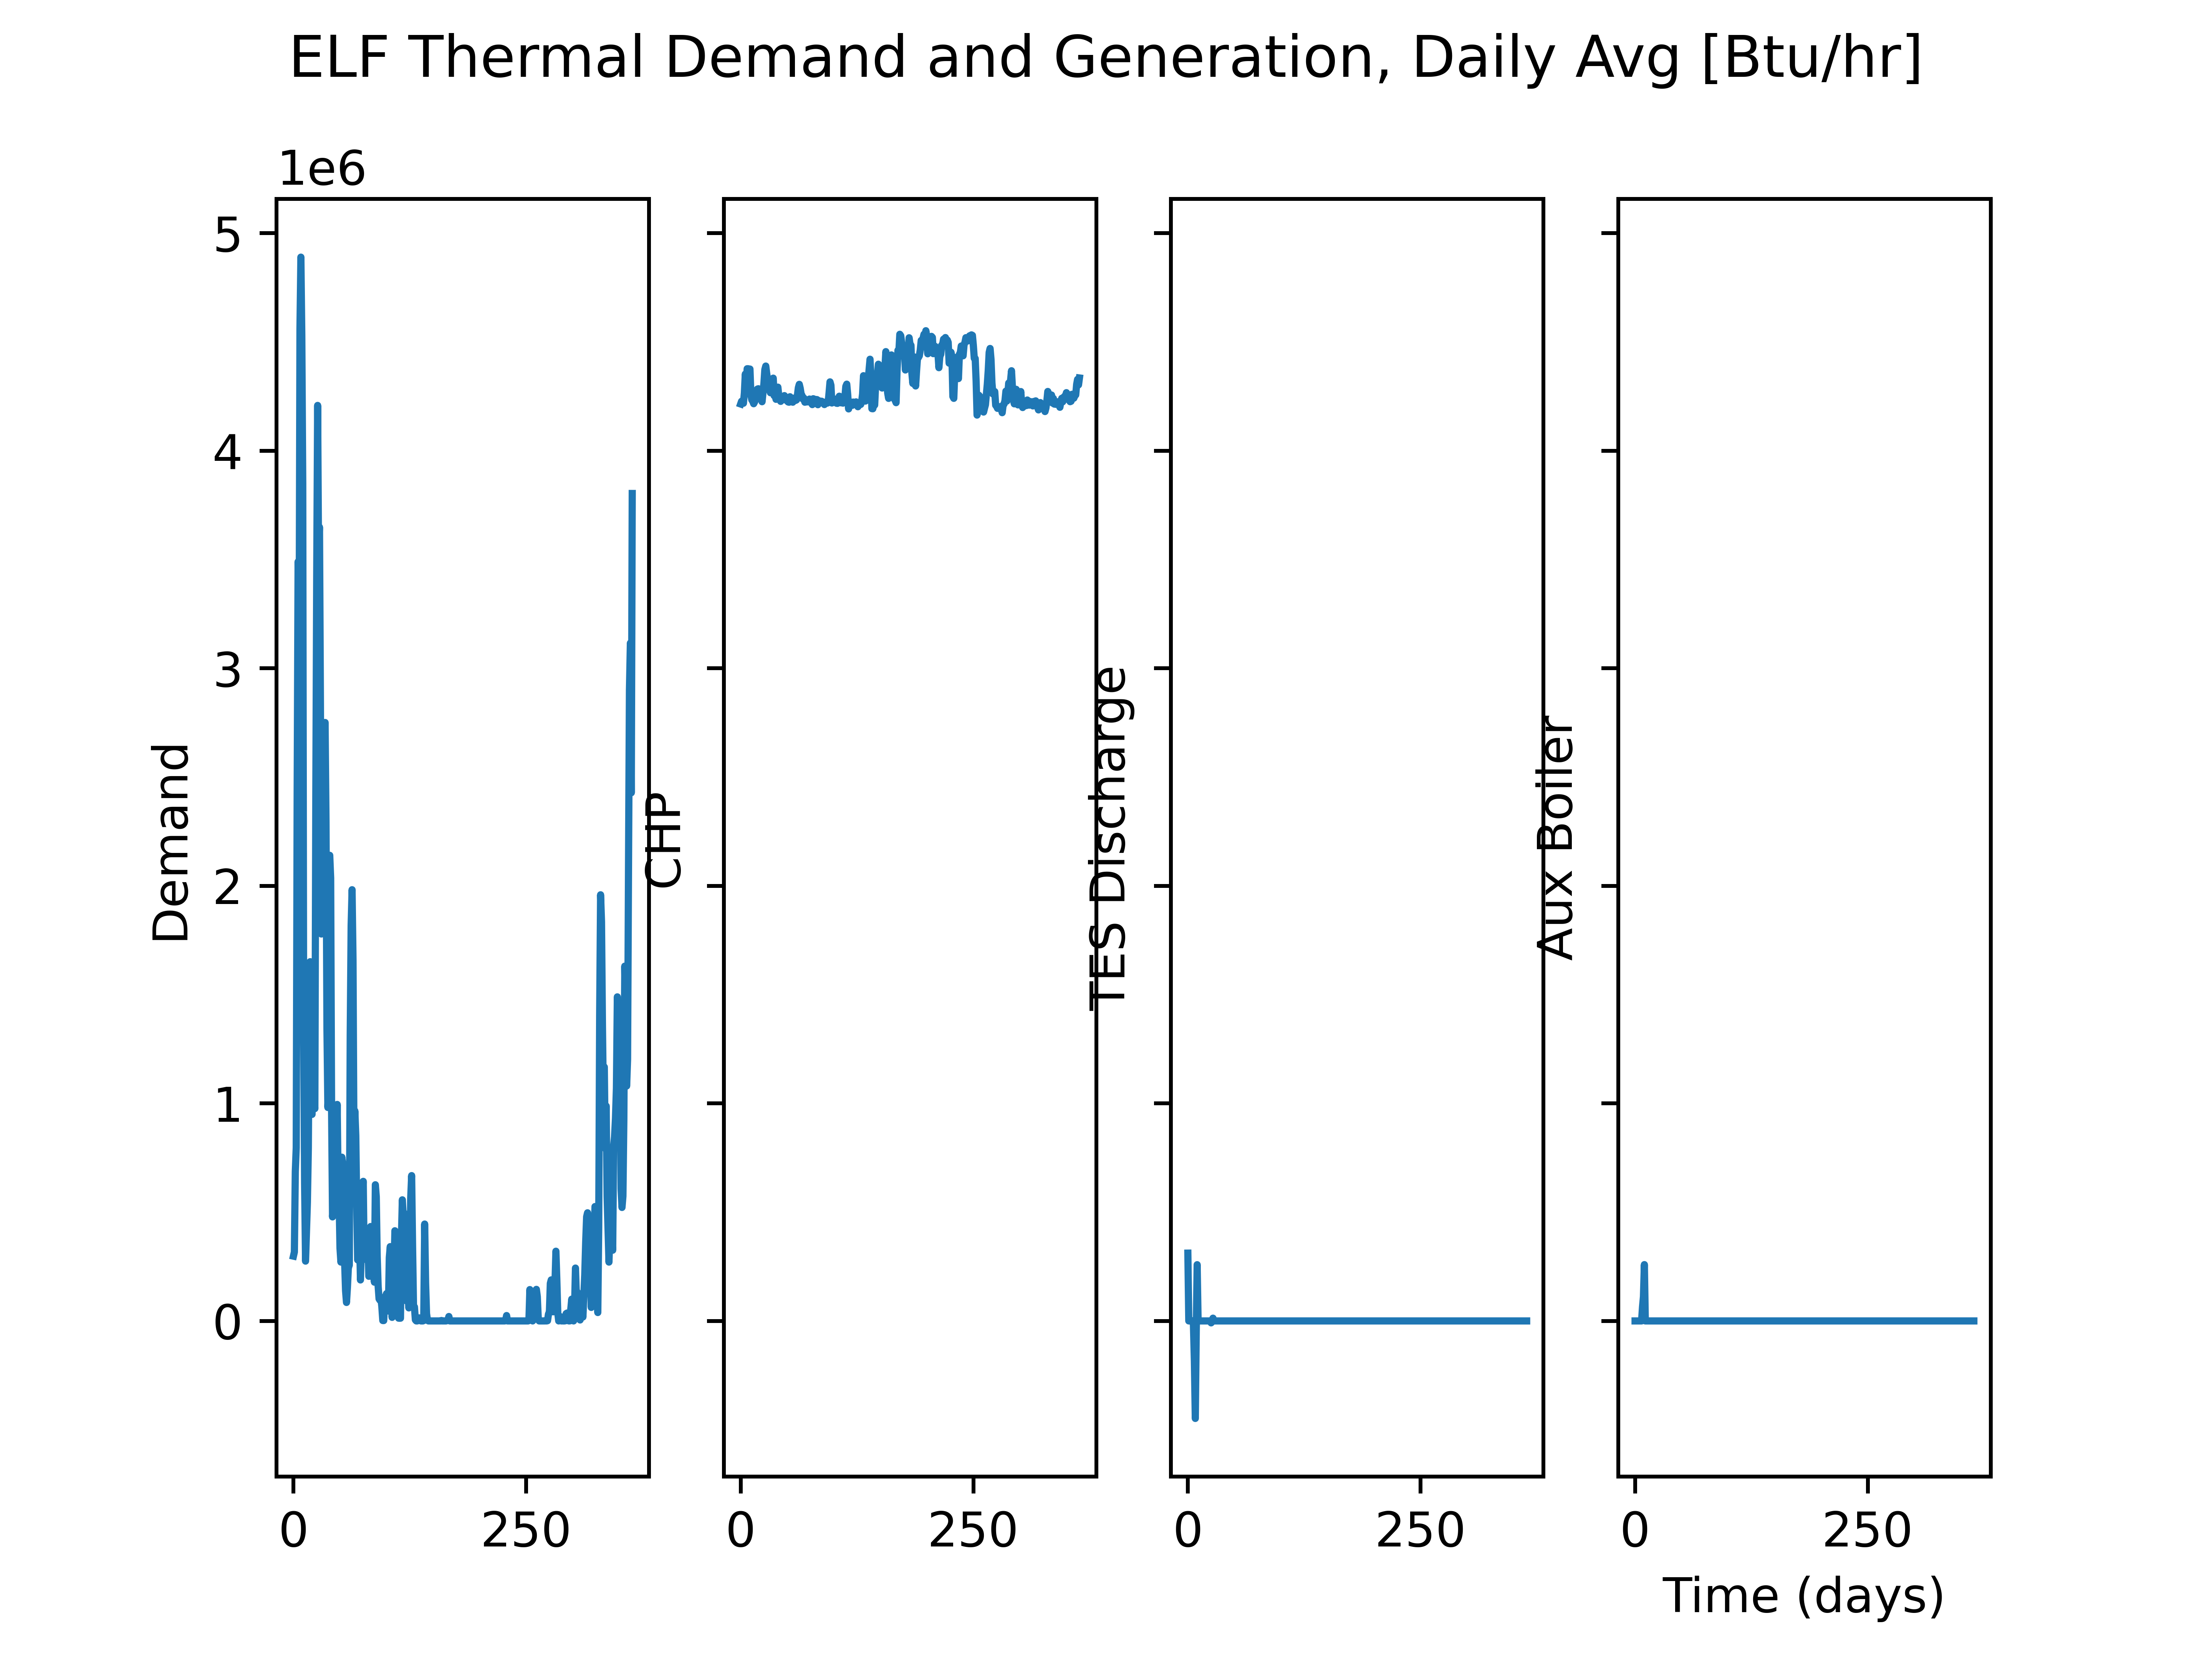 ELF Thermal Demand and Generation, Daily Avg [Btu/hr]
1e6
5
4
3
2
1
0
Demand
CHP
TES Discharge
Aux Boiler
0 250 0 250 0 250 0 250
Time (days)